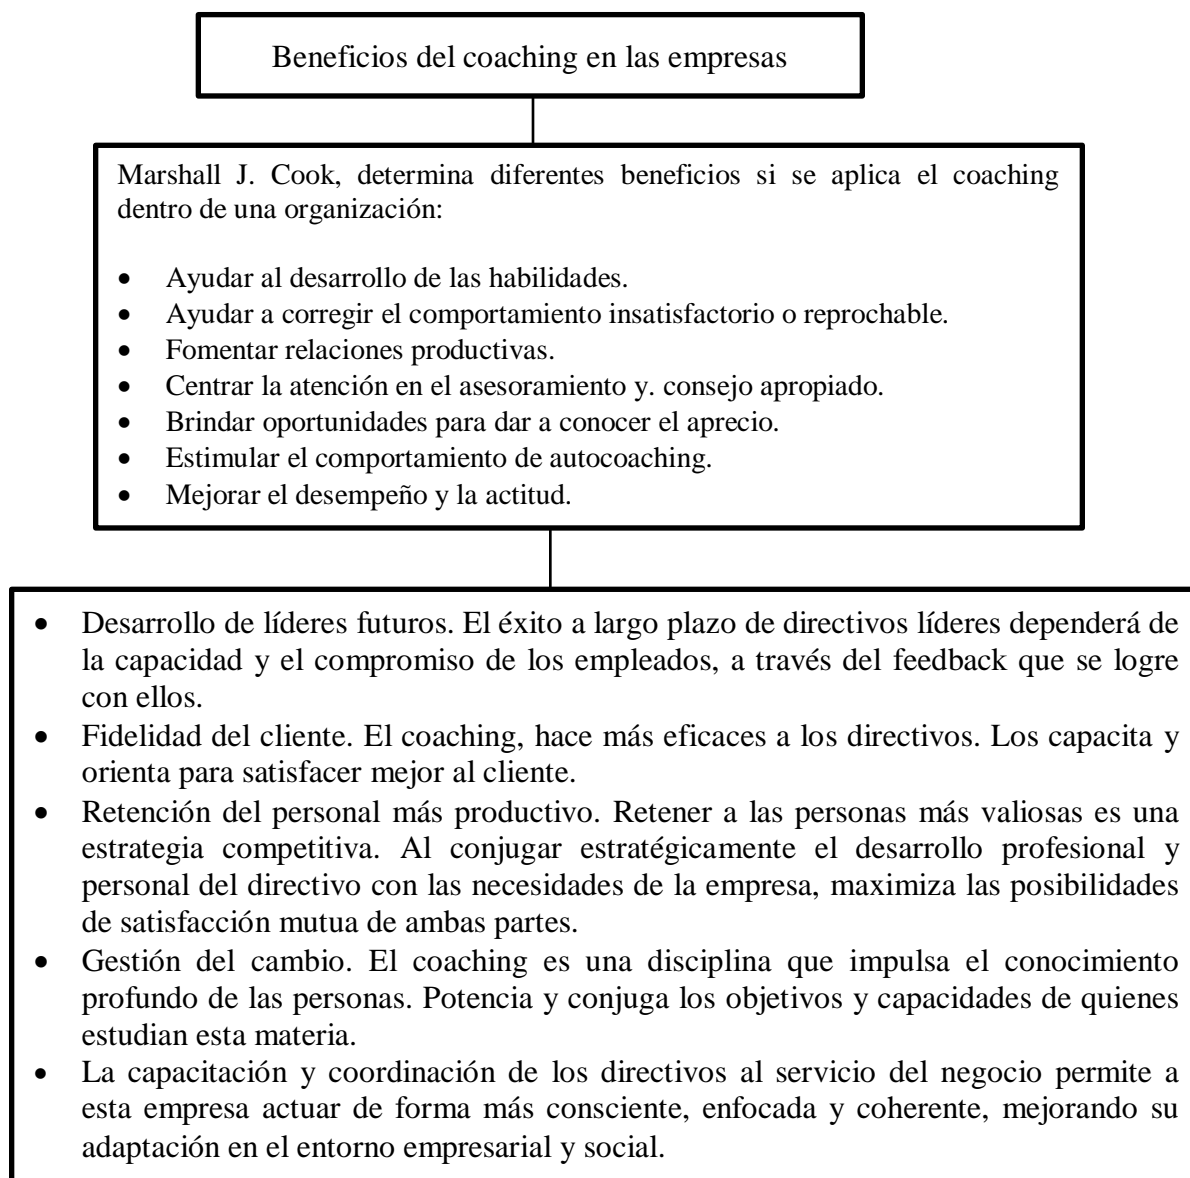 Beneficios del coaching en las empresas
Marshall J. Cook, determina diferentes beneficios si se aplica el coaching
dentro de una organización:
• Ayudar al desarrollo de las habilidades.
• Ayudar a corregir el comportamiento insatisfactorio o reprochable.
• Fomentar relaciones productivas.
• Centrar la atención en el asesoramiento y. consejo apropiado.
• Brindar oportunidades para dar a conocer el aprecio.
• Estimular el comportamiento de autocoaching.
• Mejorar el desempeño y la actitud.
• Desarrollo de líderes futuros. El éxito a largo plazo de directivos líderes dependerá de
la capacidad y el compromiso de los empleados, a través del feedback que se logre
con ellos.
• Fidelidad del cliente. El coaching, hace más eficaces a los directivos. Los capacita y
orienta para satisfacer mejor al cliente.
• Retención del personal más productivo. Retener a las personas más valiosas es una
estrategia competitiva. Al conjugar estratégicamente el desarrollo profesional y
personal del directivo con las necesidades de la empresa, maximiza las posibilidades
de satisfacción mutua de ambas partes.
• Gestión del cambio. El coaching es una disciplina que impulsa el conocimiento
profundo de las personas. Potencia y conjuga los objetivos y capacidades de quienes
estudian esta materia.
• La capacitación y coordinación de los directivos al servicio del negocio permite a
esta empresa actuar de forma más consciente, enfocada y coherente, mejorando su
adaptación en el entorno empresarial y social.